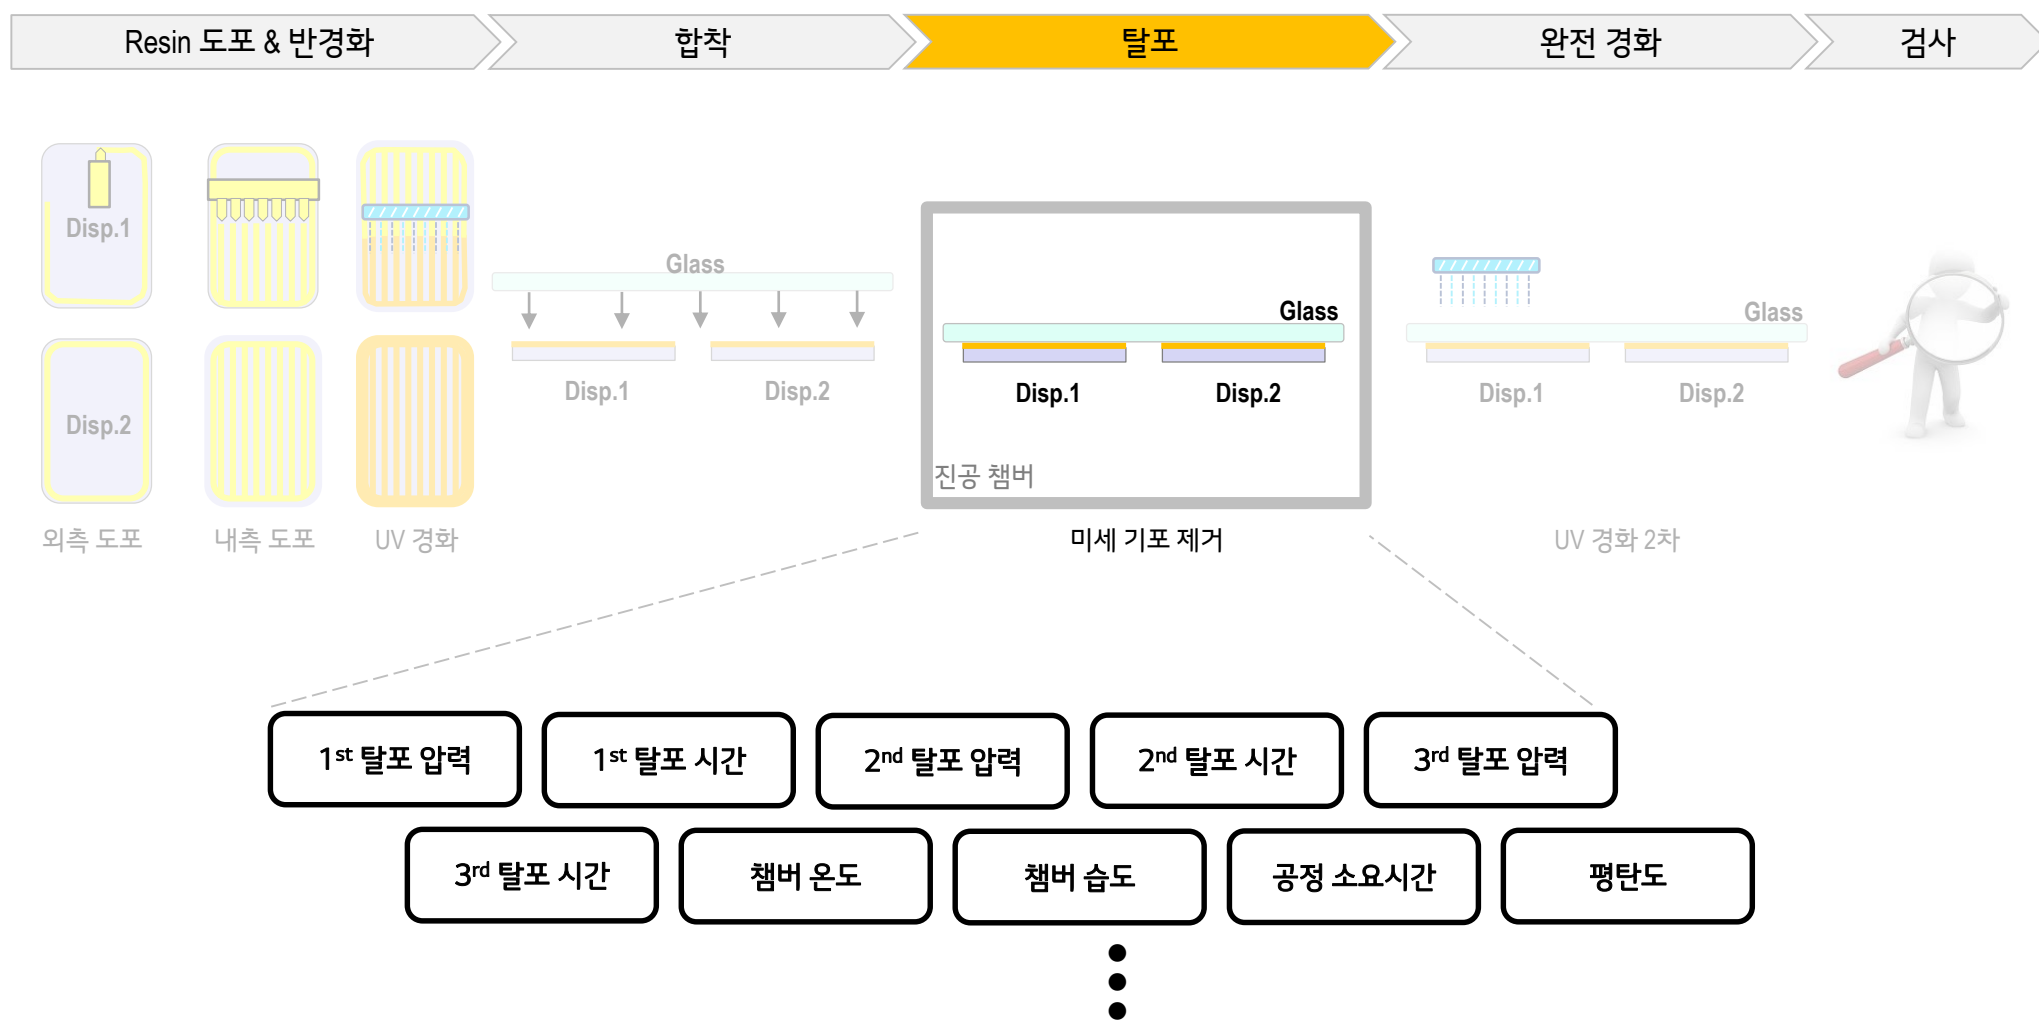 Resin 도포 & 반경화
합착
탈포
완전 경화
검사
Disp.1
Disp.2
외측 도포
내측 도포
UV 경화
Glass
Disp.1
Disp.2
Glass
Disp.1
Disp.2
진공 챔버
미세 기포 제거
Glass
Disp.1
Disp.2
UV 경화 2차
1st 탈포 압력
1st 탈포 시간
2nd 탈포 압력
2nd 탈포 시간
3rd 탈포 압력
3rd 탈포 시간
챔버 온도
챔버 습도
공정 소요시간
평탄도